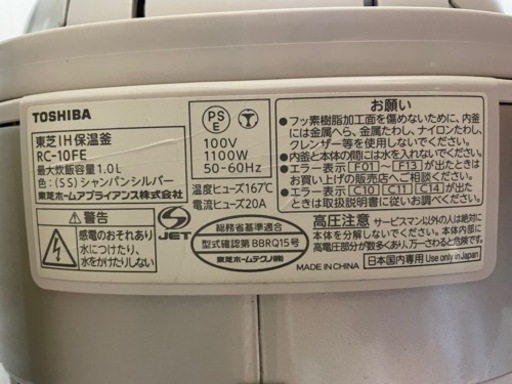 TOSHIBA
東芝IH保温釜
RC-10FE
最大炊飯容量1.0L
色:(SS)シャンパンシルバー
東芝ホームアプライアンス株式会社
⚠警告
感電のおそれあり
水につけたり、
水をかけたりしない
PS
E
100V
1100W
50-60Hz
温度ヒューズ167℃
電流ヒューズ20A
JET
総務省基準適合
型式確認第BBRQ15号
東芝ホームテクノ(株)
MADE IN CHINA
お願い
●フッ素樹脂加工面を傷めないために、内釜
には金属へら、金属たわし、ナイロンたわし、
クレンザー等を使用しないでください。
●内釜と本体の間には水を入れないでください。
●エラー表示 F01 ~ F13 が出たときは
お買い上げの販売店へご相談ください。
●エラー表示 C10 C11 C14 が出た
ときは取扱説明書に従いお使いください。
高圧注意 サービスマン以外の人は絶対に
本体を分解しないでください。本体内部に
高電圧部分が数多くあり、万一さわると危険です。
日本国内専用 Use only in Japan